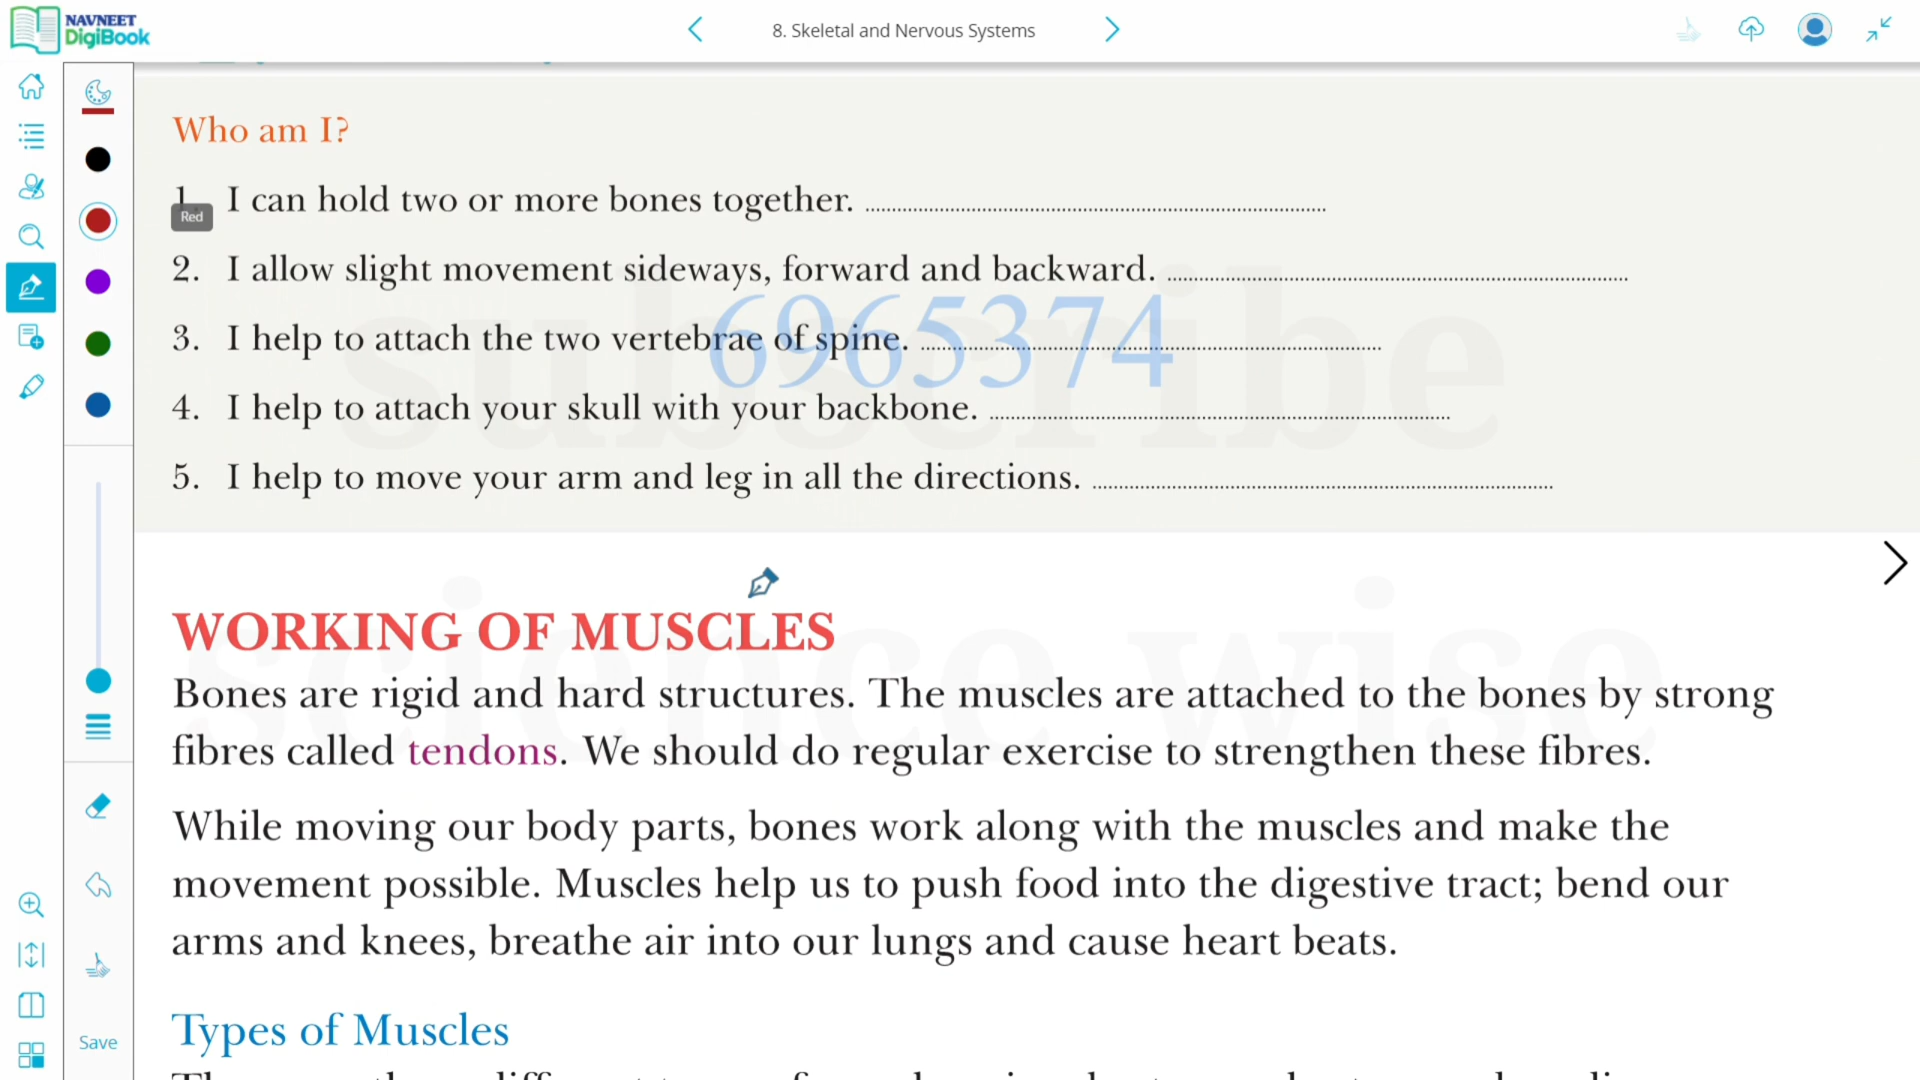 NAVNEET
DigiBook
8. Skeletal and Nervous Systems
Who am I?
1. I can hold two or more bones together.
Red
2. I allow slight movement sideways, forward and backward.
3. I help to attach the two vertebrae of spine.
6965374
subscribe
4. I help to attach your skull with your backbone.
5. I help to move your arm and leg in all the directions.
WORKING OF MUSCLES
science wise
Bones are rigid and hard structures. The muscles are attached to the bones by strong
fibres called tendons. We should do regular exercise to strengthen these fibres.
While moving our body parts, bones work along with the muscles and make the
movement possible. Muscles help us to push food into the digestive tract; bend our
arms and knees, breathe air into our lungs and cause heart beats.
Types of Muscles
Save